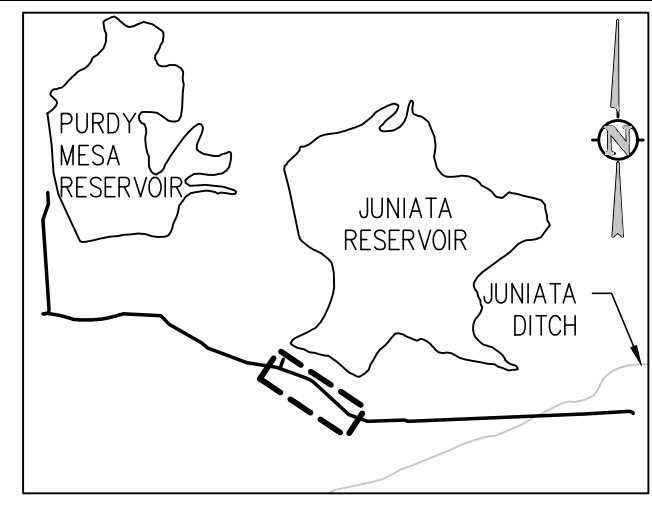 PURDY
MESA
RESERVOIR
JUNIATA
RESERVOIR
N
JUNIATA
DITCH